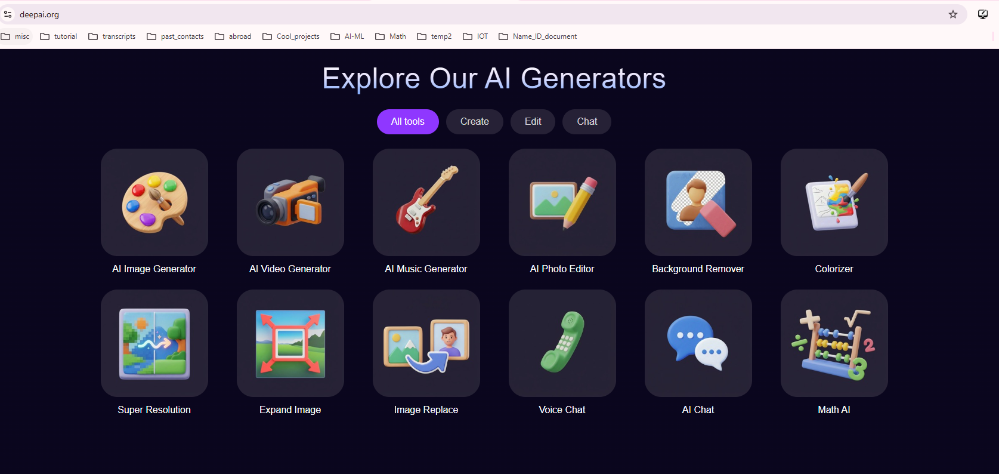 deepai.org
misc tutorial transcripts past_contacts abroad Cool_projects AI-ML Math temp2 IOT Name_ID_document
Explore Our AI Generators
All tools Create Edit Chat
AI Image Generator AI Video Generator AI Music Generator AI Photo Editor Background Remover Colorizer
2
3
Super Resolution Expand Image Image Replace Voice Chat AI Chat Math AI